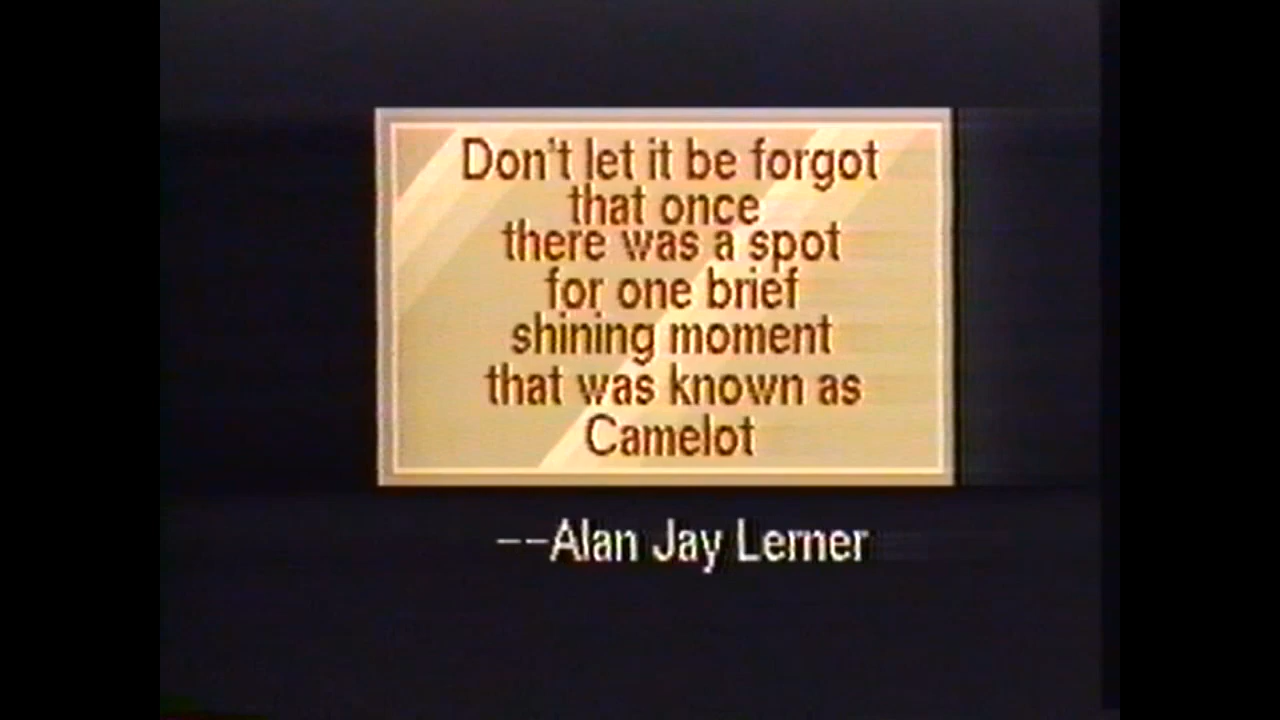 Don't let it be forgot
that once
there was a spot
for one brief
shining moment
that was known as
Camelot
--Alan Jay Lerner